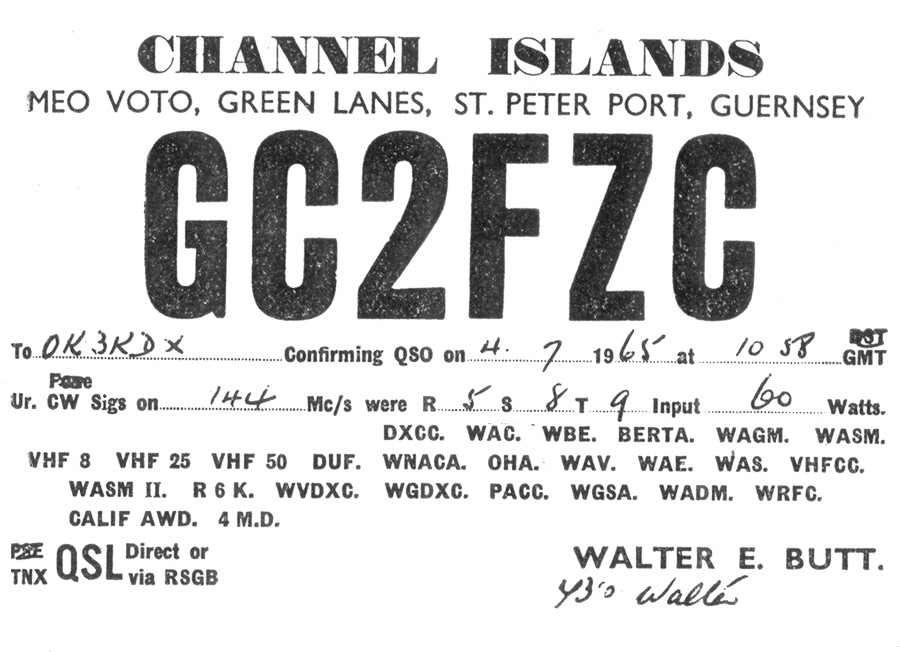 CHANNEL ISLANDS
MEO VOTO, GREEN LANES, ST. PETER PORT, GUERNSEY
GC2FZC
To OK3KDX Confirming QSO on 4. 7 1965 at 10 58 BST GMT
Fone
Ur. CW Sigs on 144 Mc/s were R 5 S 8 T 9 Input 60 Watts.
DXCC. WAC. WBE. BERTA. WAGM. WASM.
VHF 8 VHF 25 VHF 50 DUF. WNACA. OHA. WAV. WAE. WAS. VHFCC.
WASM II. R 6 K. WVDXC. WGDXC. PACC. WGSA. WADM. WRFC.
CALIF AWD. 4 M.D.
PSE TNX QSL Direct or via RSGB
WALTER E. BUTT.
73's Walter